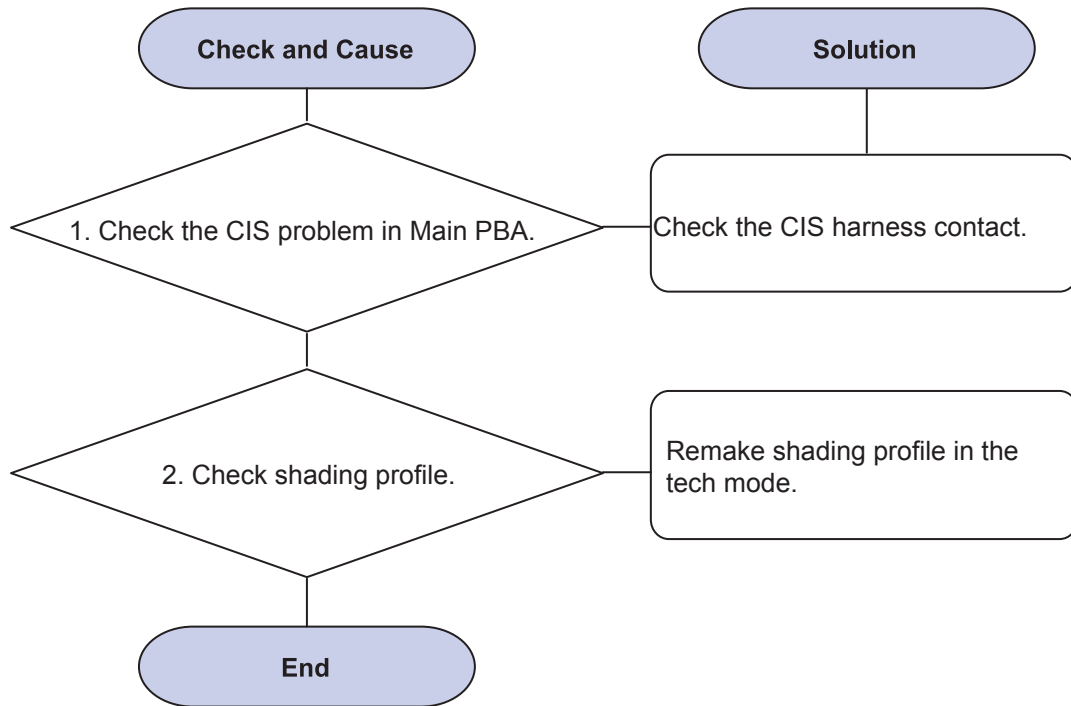 Check and Cause
Solution
1. Check the CIS problem in Main PBA.
Check the CIS harness contact.
2. Check shading profile.
Remake shading profile in the
tech mode.
End